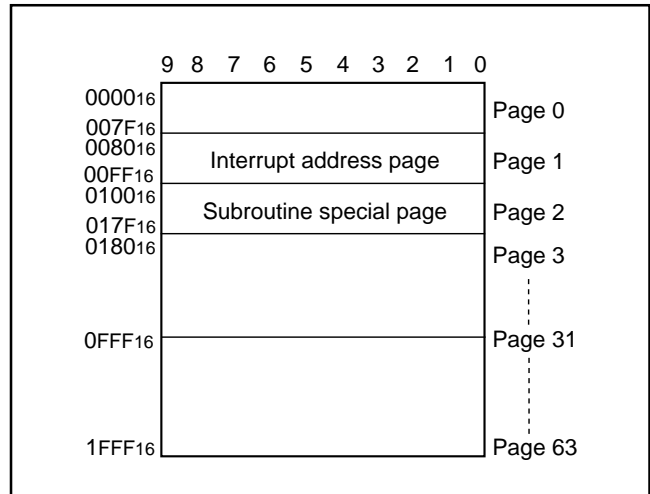 9 8 7 6 5 4 3 2 1 0
000016
Page 0
007F16
008016
Interrupt address page
Page 1
00FF16
010016
Subroutine special page
Page 2
017F16
018016
Page 3
0FFF16
Page 31
1FFF16
Page 63